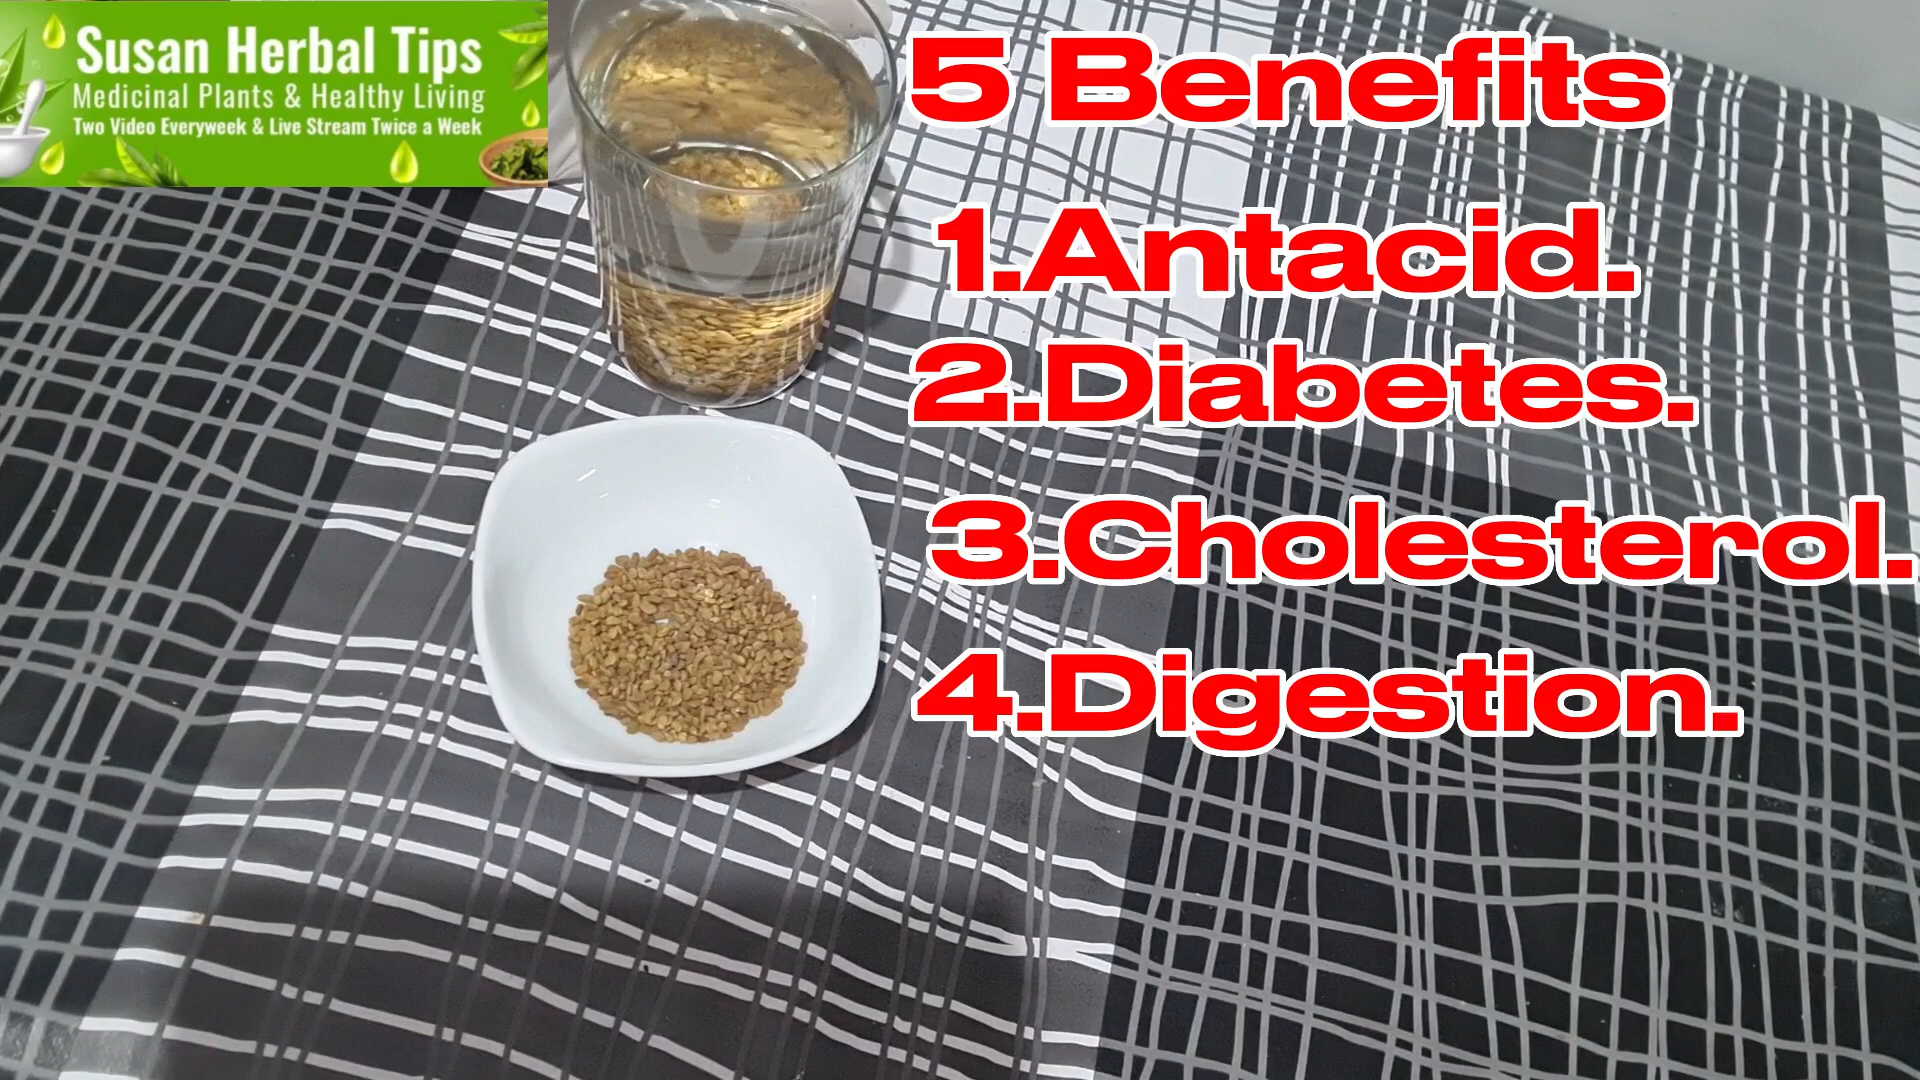 Susan Herbal Tips
Medicinal Plants & Healthy Living
Two Video Everyweek & Live Stream Twice a Week
5 Benefits
1.Antacid.
2.Diabetes.
3.Cholesterol.
4.Digestion.